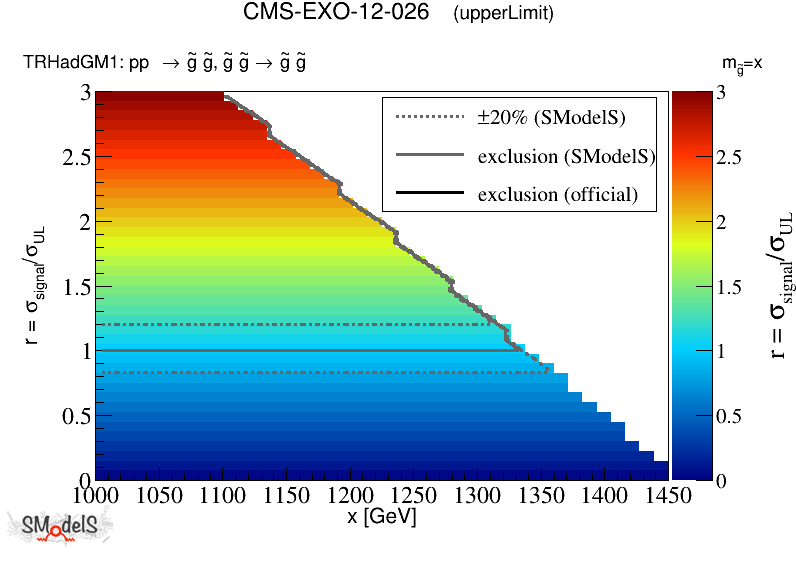 CMS-EXO-12-026 (upperLimit)
TRHadGM1: pp → g̃ g̃, g̃ g̃ → g̃ g̃
m_g̃=x
±20% (SModelS)
exclusion (SModelS)
exclusion (official)
3
2.5
2
1.5
1
0.5
0
r = σ_signal/σ_UL
1000 1050 1100 1150 1200 1250 1300 1350 1400 1450
x [GeV]
3
2.5
2
1.5
1
0.5
0
r = σ_signal/σ_UL
SModelS